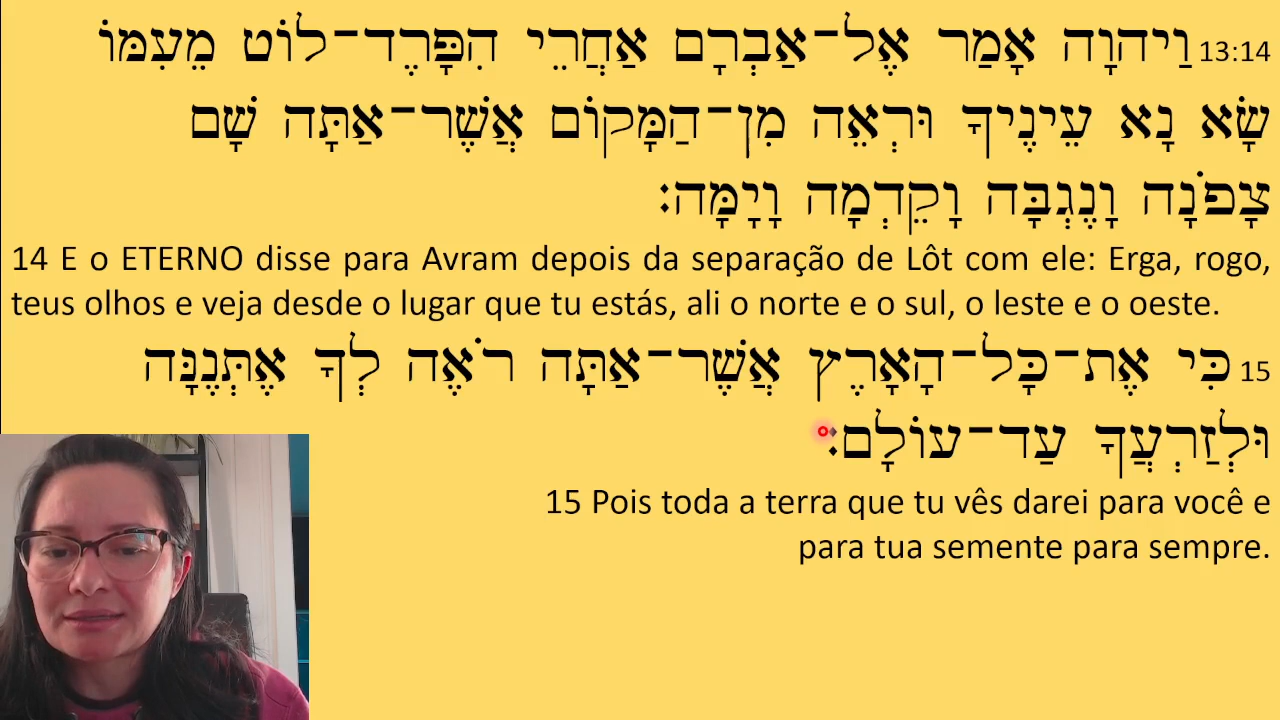 13:14 וַיהוָה אָמַר אֶל־אַבְרָם אַחֲרֵי הִפָּרֶד־לוֹט מֵעִמּוֹ
שָׂא נָא עֵינֶיךָ וּרְאֵה מִן־הַמָּקוֹם אֲשֶׁר־אַתָּה שָׁם
צָפֹנָה וָנֶגְבָּה וָקֵדְמָה וָיָמָּה׃
14 E o ETERNO disse para Avram depois da separação de Lôt com ele: Erga, rogo,
teus olhos e veja desde o lugar que tu estás, ali o norte e o sul, o leste e o oeste.
15 כִּי אֶת־כָּל־הָאָרֶץ אֲשֶׁר־אַתָּה רֹאֶה לְךָ אֶתְּנֶנָּה
וּלְזַרְעֲךָ עַד־עוֹלָם׃
15 Pois toda a terra que tu vês darei para você e
para tua semente para sempre.